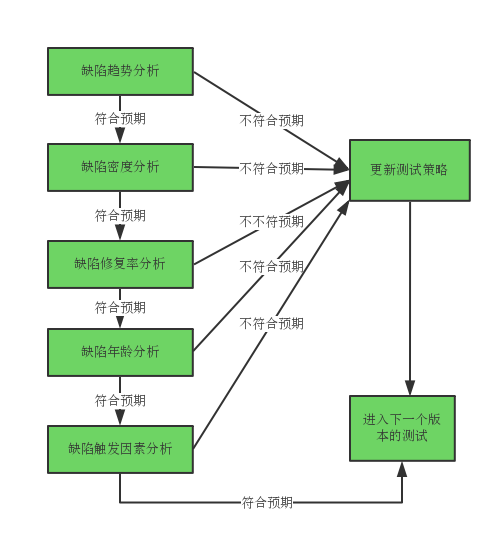 缺陷趋势分析
符合预期
不符合预期
缺陷密度分析
不符合预期
更新测试策略
符合预期
不不符合预期
缺陷修复率分析
不符合预期
符合预期
不符合预期
缺陷年龄分析
符合预期
进入下一个版
本的测试
缺陷触发因素分析
符合预期